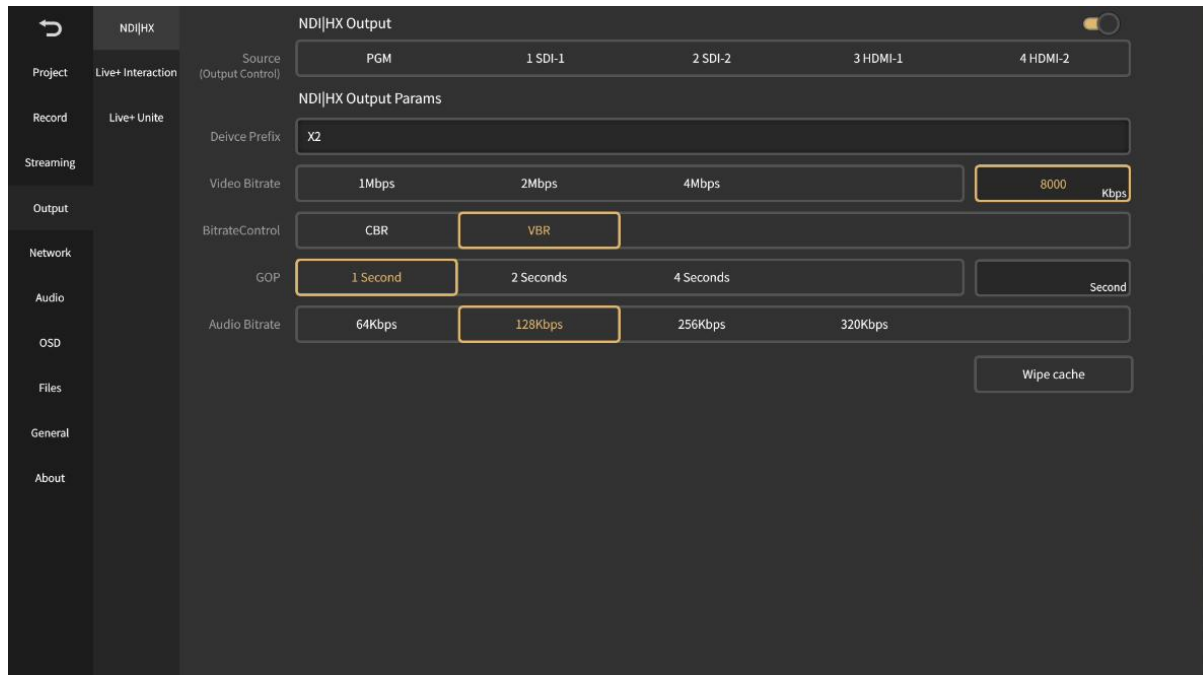 NDI|HX
NDI|HX Output
Project
Live+ Interaction
Source
(Output Control)
PGM
1 SDI-1
2 SDI-2
3 HDMI-1
4 HDMI-2
Record
Live+ Unite
NDI|HX Output Params
Deivce Prefix
X2
Streaming
Video Bitrate
1Mbps
2Mbps
4Mbps
8000
Kbps
Output
BitrateControl
CBR
VBR
Network
GOP
1 Second
2 Seconds
4 Seconds
Second
Audio
Audio Bitrate
64Kbps
128Kbps
256Kbps
320Kbps
OSD
Wipe cache
Files
General
About